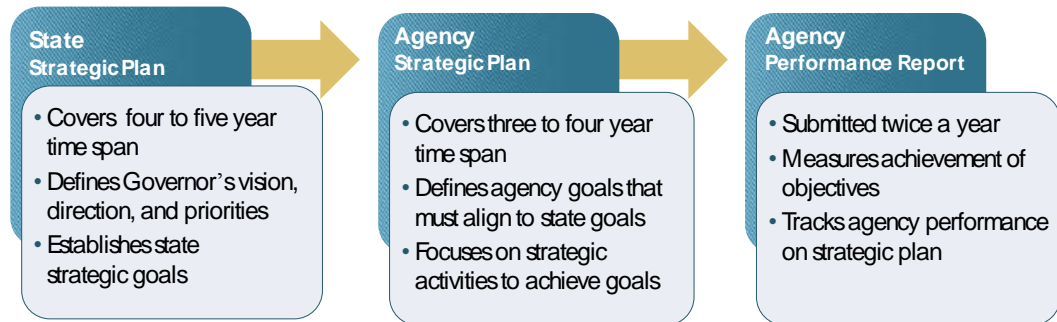 State
Strategic Plan
• Covers four to five year
time span
• Defines Governor's vision,
direction, and priorities
• Establishes state
strategic goals
Agency
Strategic Plan
• Covers three to four year
time span
• Defines agency goals that
must align to state goals
• Focuses on strategic
activities to achieve goals
Agency
Performance Report
• Submitted twice a year
• Measures achievement of
objectives
• Tracks agency performance
on strategic plan